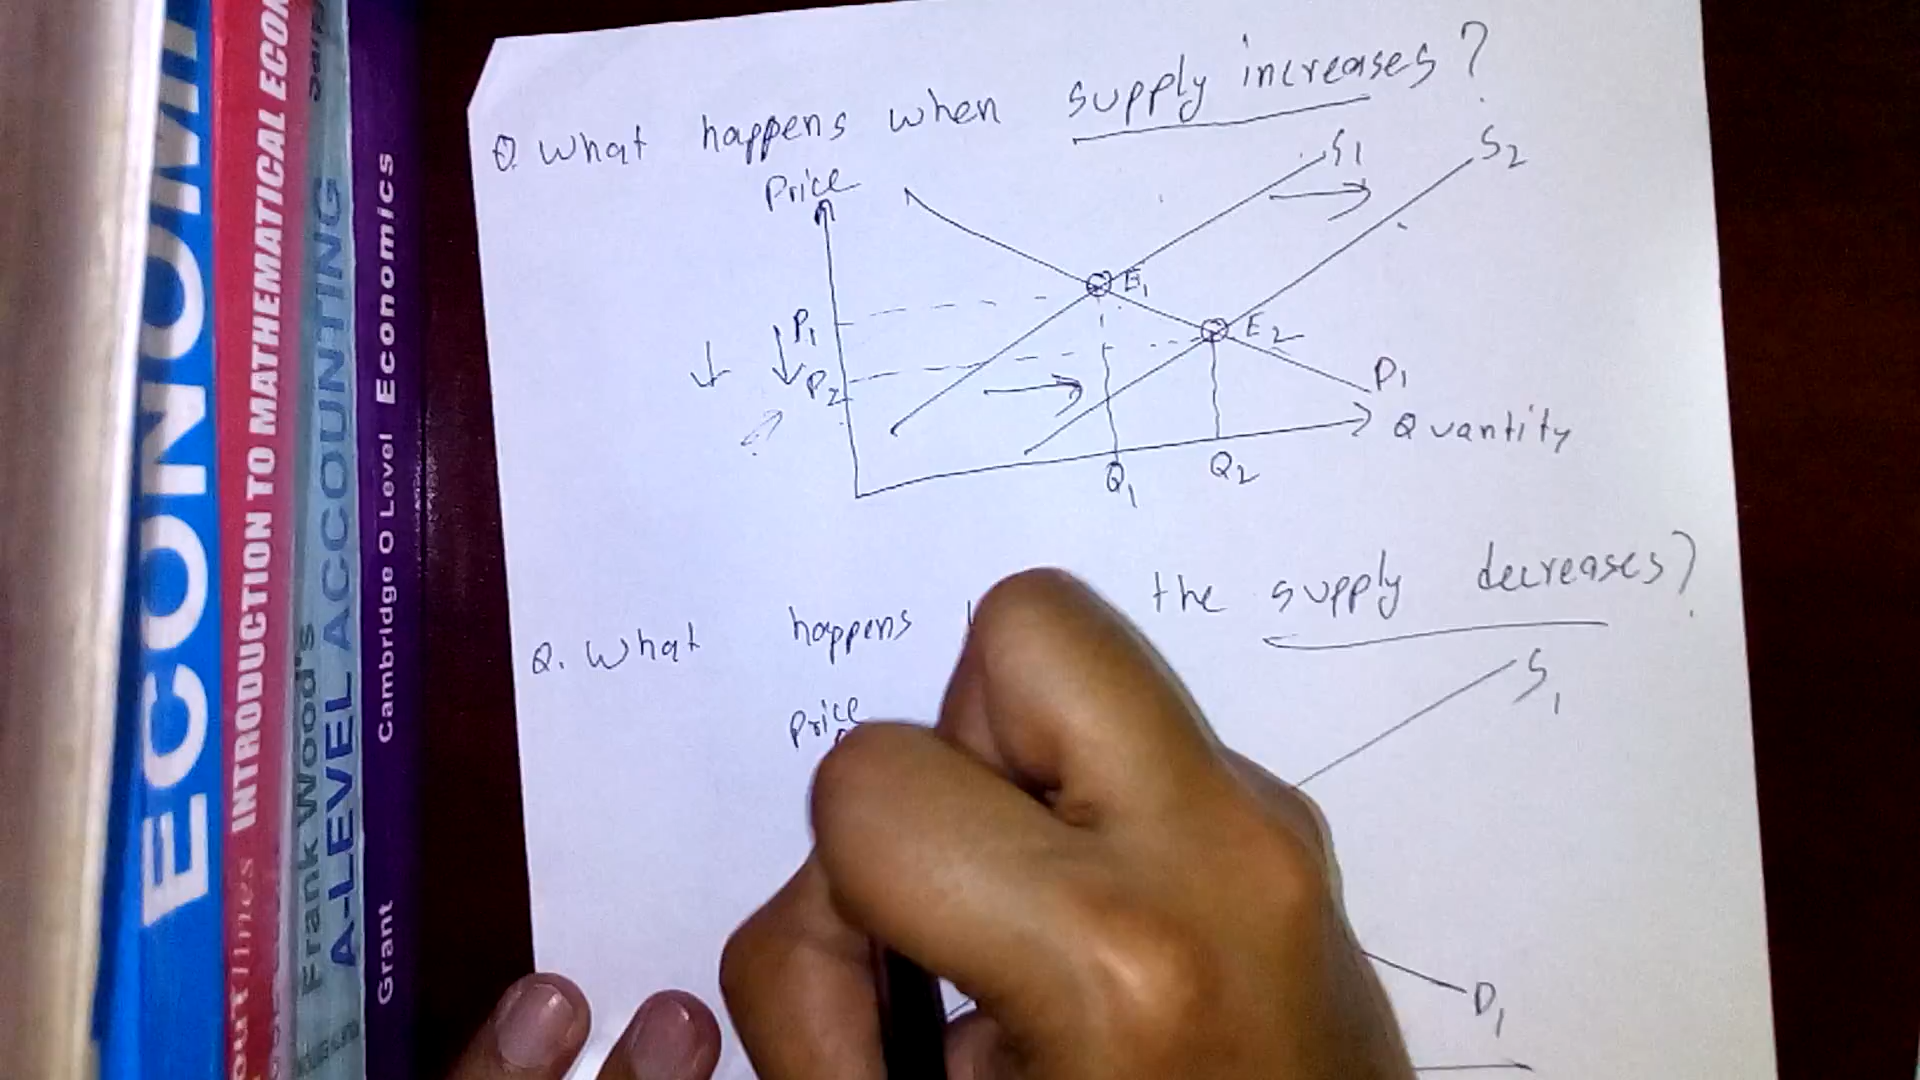 ECONOMI
INTRODUCTION TO MATHEMATICAL ECON
Frank Wood's
A-LEVEL ACCOUNTING
Grant Cambridge O Level Economics
Q. What happens when supply increases?
Price
S1
S2
E1
E2
P1
P2
D1
Quantity
Q1
Q2
Q. What happens the supply decreases?
Price
S1
D1